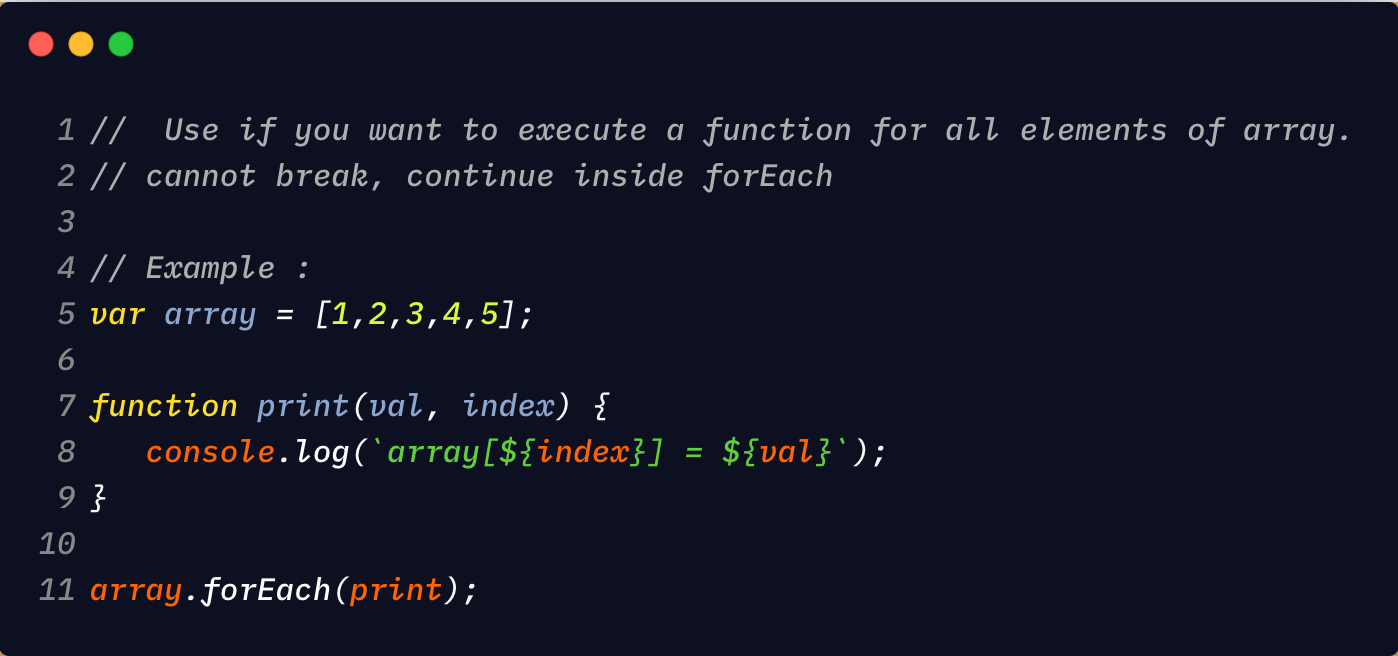 1 //  Use if you want to execute a function for all elements of array.
2 // cannot break, continue inside forEach
3
4 // Example :
5 var array = [1,2,3,4,5];
6
7 function print(val, index) {
8    console.log(`array[${index}] = ${val}`);
9 }
10
11 array.forEach(print);